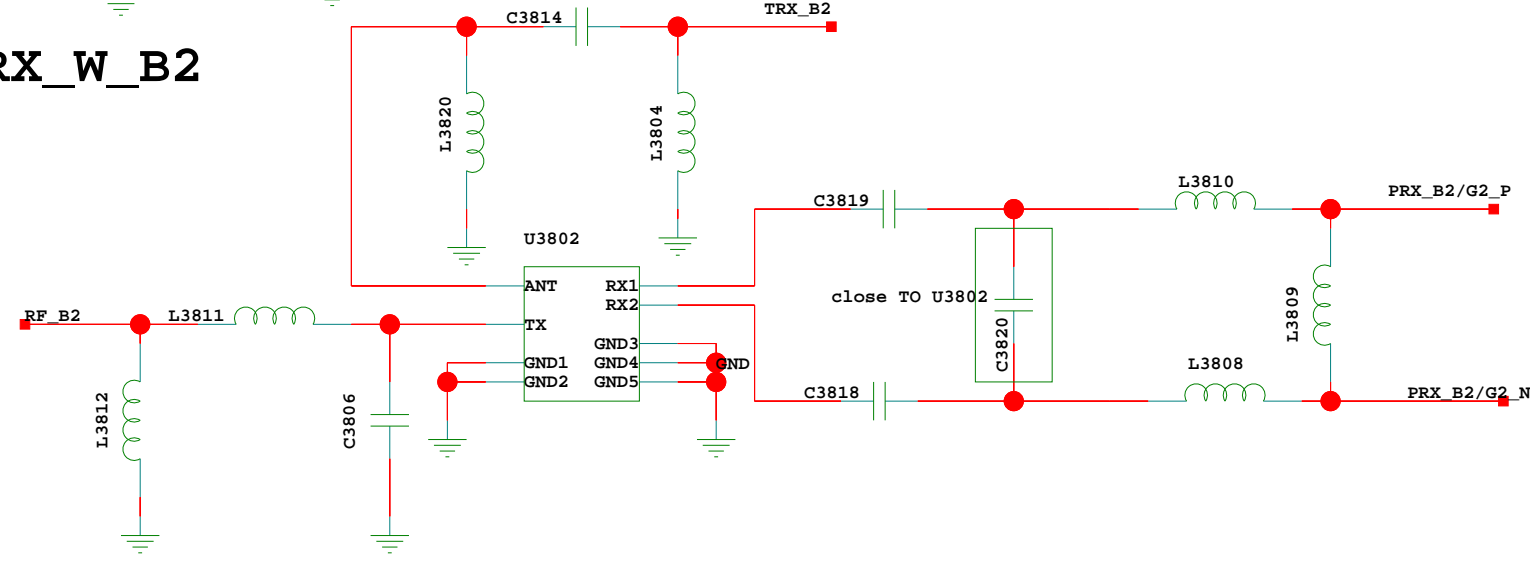 C3814
TRX_B2
RX_W_B2
L3820
L3804
L3810
PRX_B2/G2_P
C3819
U3802
ANT
RX1
close TO U3802
RX2
RF_B2
L3811
TX
C3820
L3809
GND3
GND1
GND4
GND
GND2
GND5
L3808
C3818
PRX_B2/G2_N
L3812
C3806